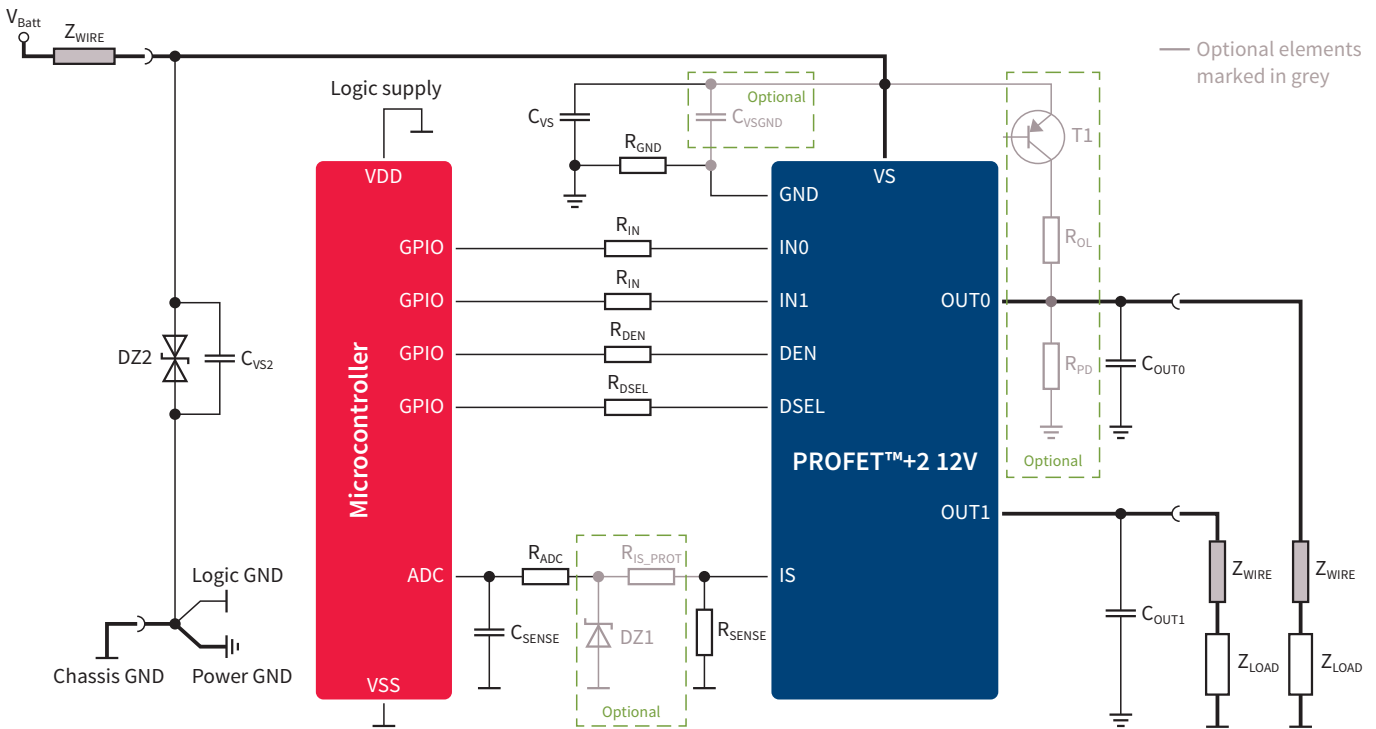 VBatt
ZWIRE
Optional elements
marked in grey
Logic supply
CVS
Optional
CVSGND
T1
RGND
VDD
VS
GND
GPIO
RIN
IN0
ROL
GPIO
RIN
IN1
OUT0
GPIO
RDEN
DEN
DZ2
CVS2
RPD
COUT0
GPIO
RDSEL
DSEL
Microcontroller
PROFET™+2 12V
Optional
OUT1
ADC
RADC
RIS_PROT
IS
ZWIRE
ZWIRE
Logic GND
CSENSE
DZ1
RSENSE
COUT1
Chassis GND
Power GND
ZLOAD
ZLOAD
VSS
Optional